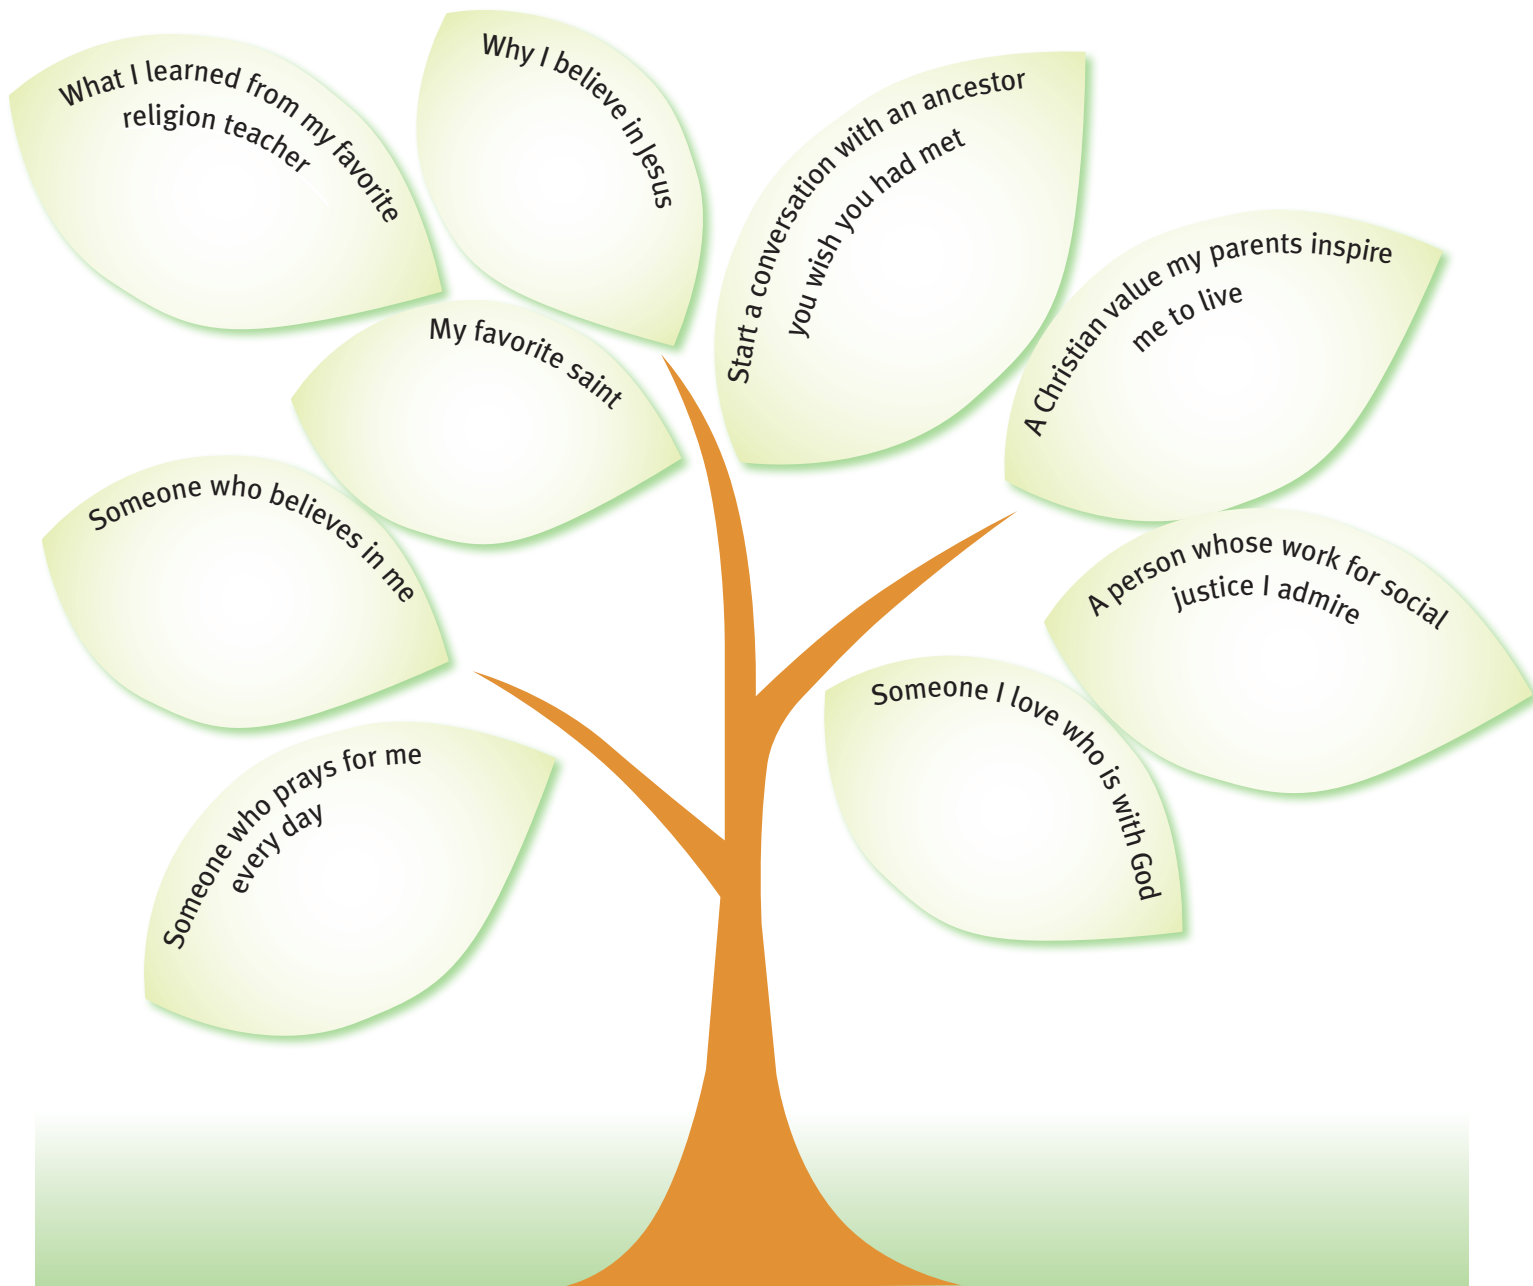 What I learned from my favorite
religion teacher
Why I believe in Jesus
Start a conversation with an ancestor
you wish you had met
A Christian value my parents inspire
me to live
My favorite saint
Someone who believes in me
A person whose work for social
justice I admire
Someone I love who is with God
Someone who prays for me
every day